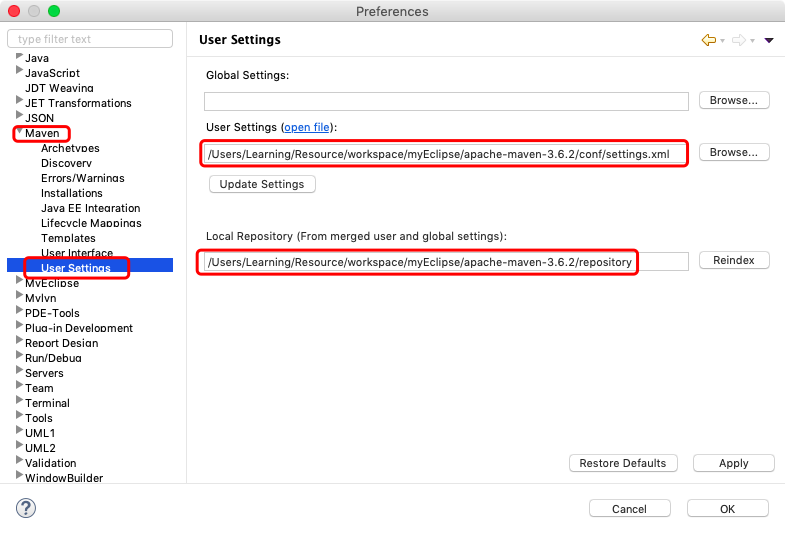 Preferences
type filter text
Java
JavaScript
JDT Weaving
JET Transformations
JSON
Maven
Archetypes
Discovery
Errors/Warnings
Installations
Java EE Integration
Lifecycle Mappings
Templates
User Interface
User Settings
MyEclipse
Mylyn
PDE-Tools
Plug-in Development
Report Design
Run/Debug
Servers
Team
Terminal
Tools
UML1
UML2
Validation
WindowBuilder
User Settings
Global Settings:
Browse...
User Settings (open file):
/Users/Learning/Resource/workspace/myEclipse/apache-maven-3.6.2/conf/settings.xml
Browse...
Update Settings
Local Repository (From merged user and global settings):
/Users/Learning/Resource/workspace/myEclipse/apache-maven-3.6.2/repository
Reindex
Restore Defaults
Apply
?
Cancel
OK